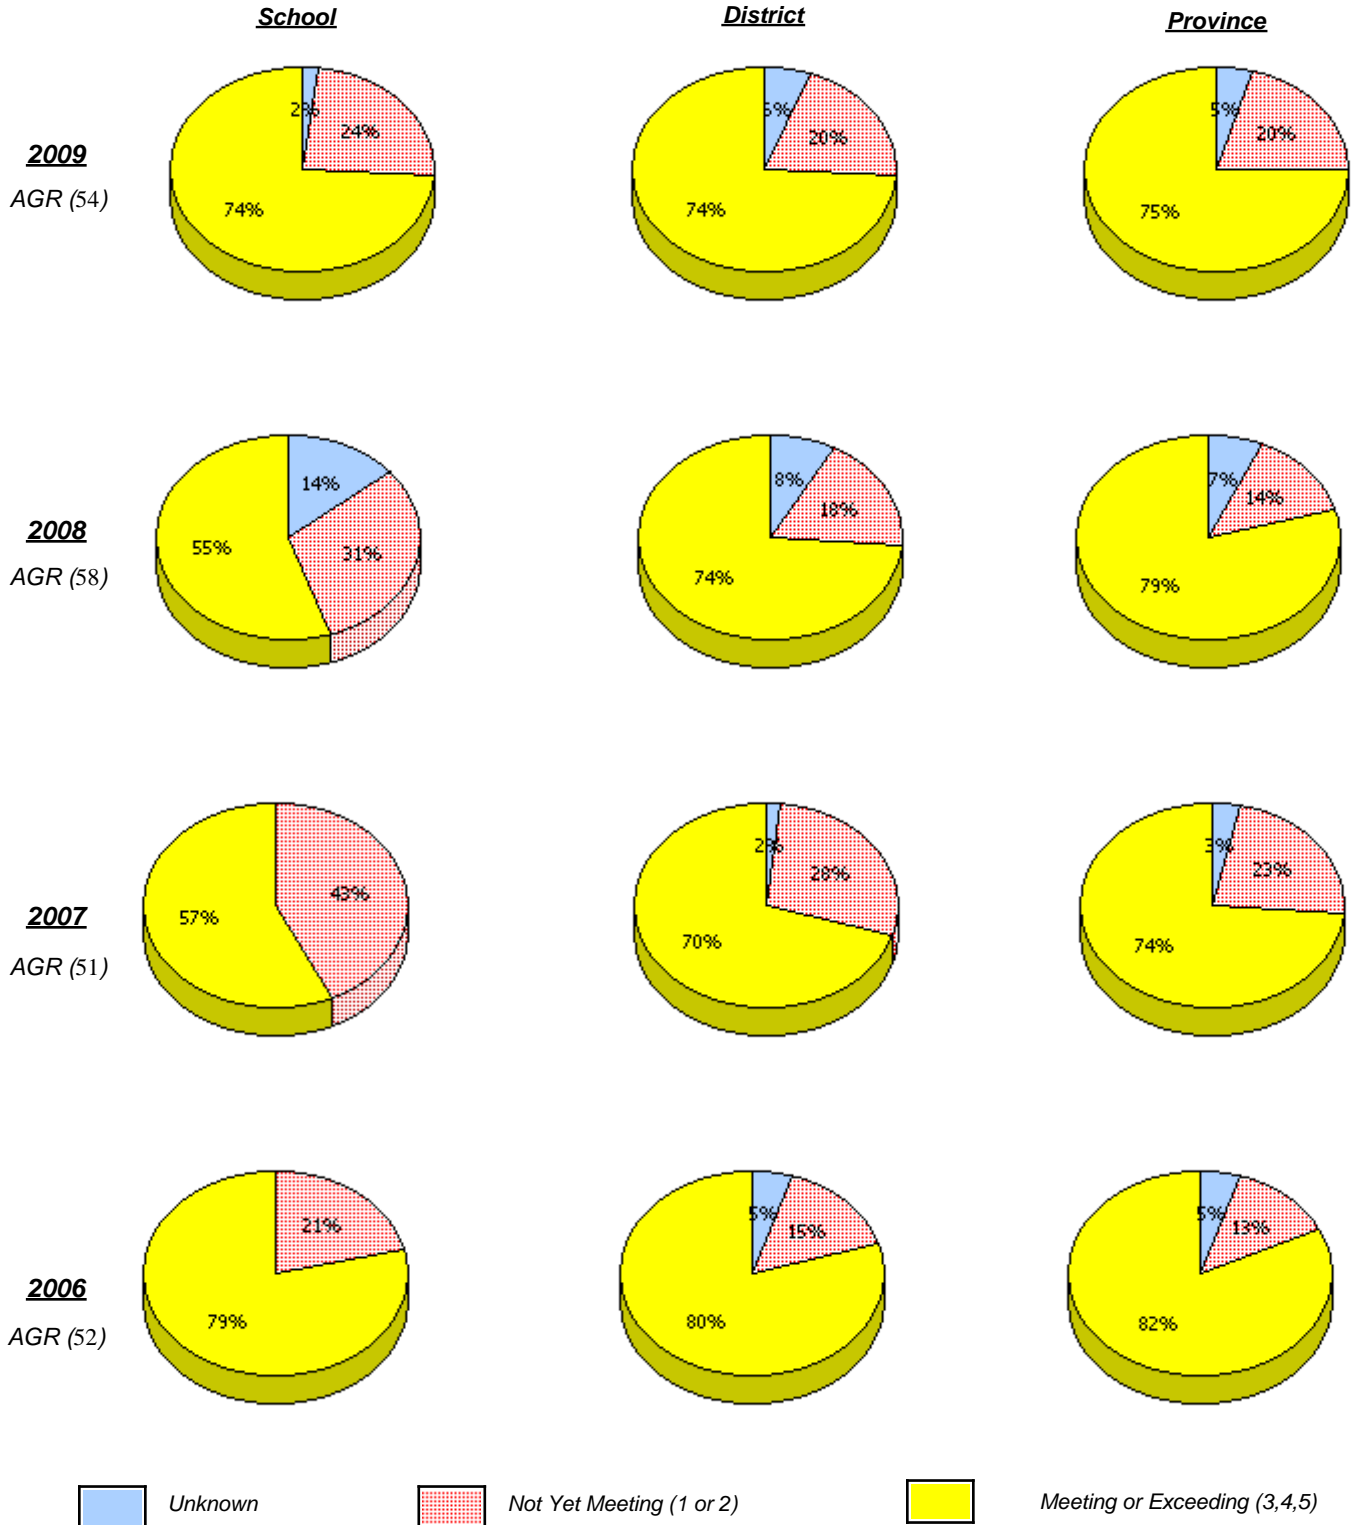 School District Province
2% 24% 74%
6% 20% 74%
5% 20% 75%
2009
AGR (54)
14% 31% 55%
8% 18% 74%
7% 14% 79%
2008
AGR (58)
43% 57%
2% 28% 70%
3% 23% 74%
2007
AGR (51)
21% 79%
5% 15% 80%
5% 13% 82%
2006
AGR (52)
Unknown Not Yet Meeting (1 or 2) Meeting or Exceeding (3,4,5)